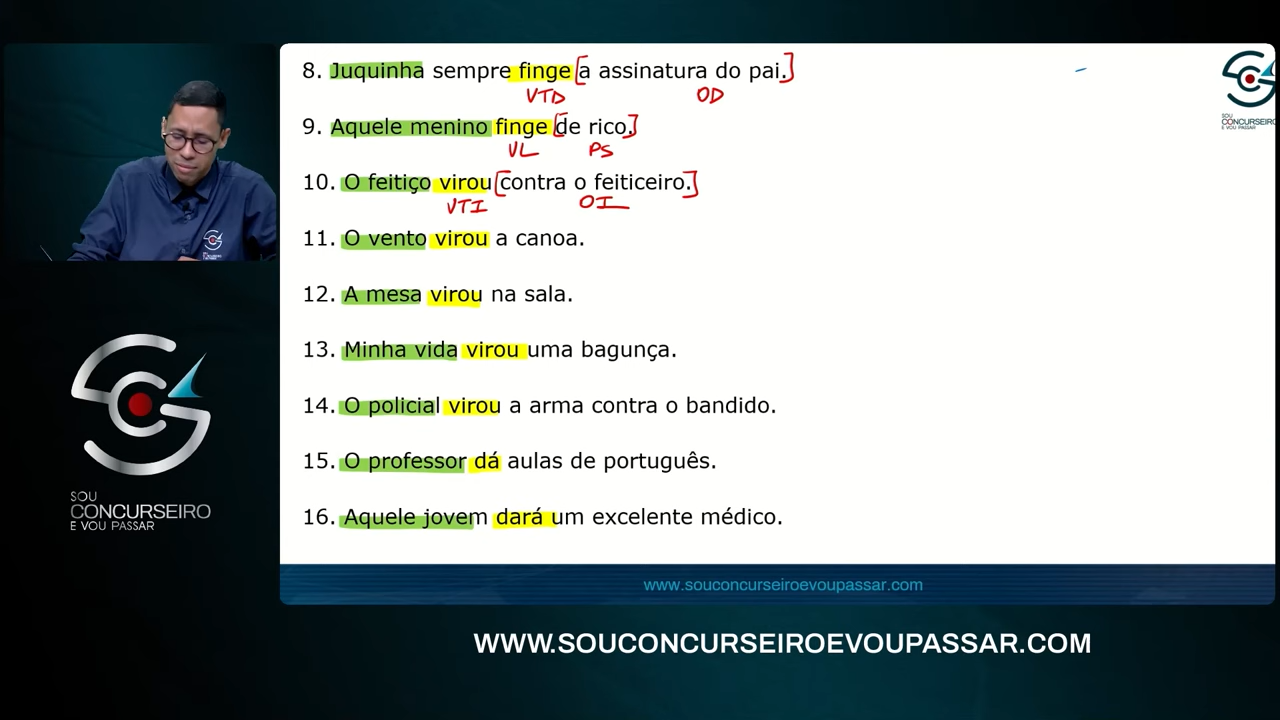 8. Juquinha sempre finge [a assinatura do pai.]
VTD OD
9. Aquele menino finge [de rico.]
VL PS
10. O feitiço virou [contra o feiticeiro.]
VTI OI
11. O vento virou a canoa.
12. A mesa virou na sala.
13. Minha vida virou uma bagunça.
14. O policial virou a arma contra o bandido.
15. O professor dá aulas de português.
16. Aquele jovem dará um excelente médico.
SOU
CONCURSEIRO
E VOU PASSAR
SOU
CONCURSEIRO
E VOU PASSAR
www.souconcurseiroevoupassar.com
WWW.SOUCONCURSEIROEVOUPASSAR.COM